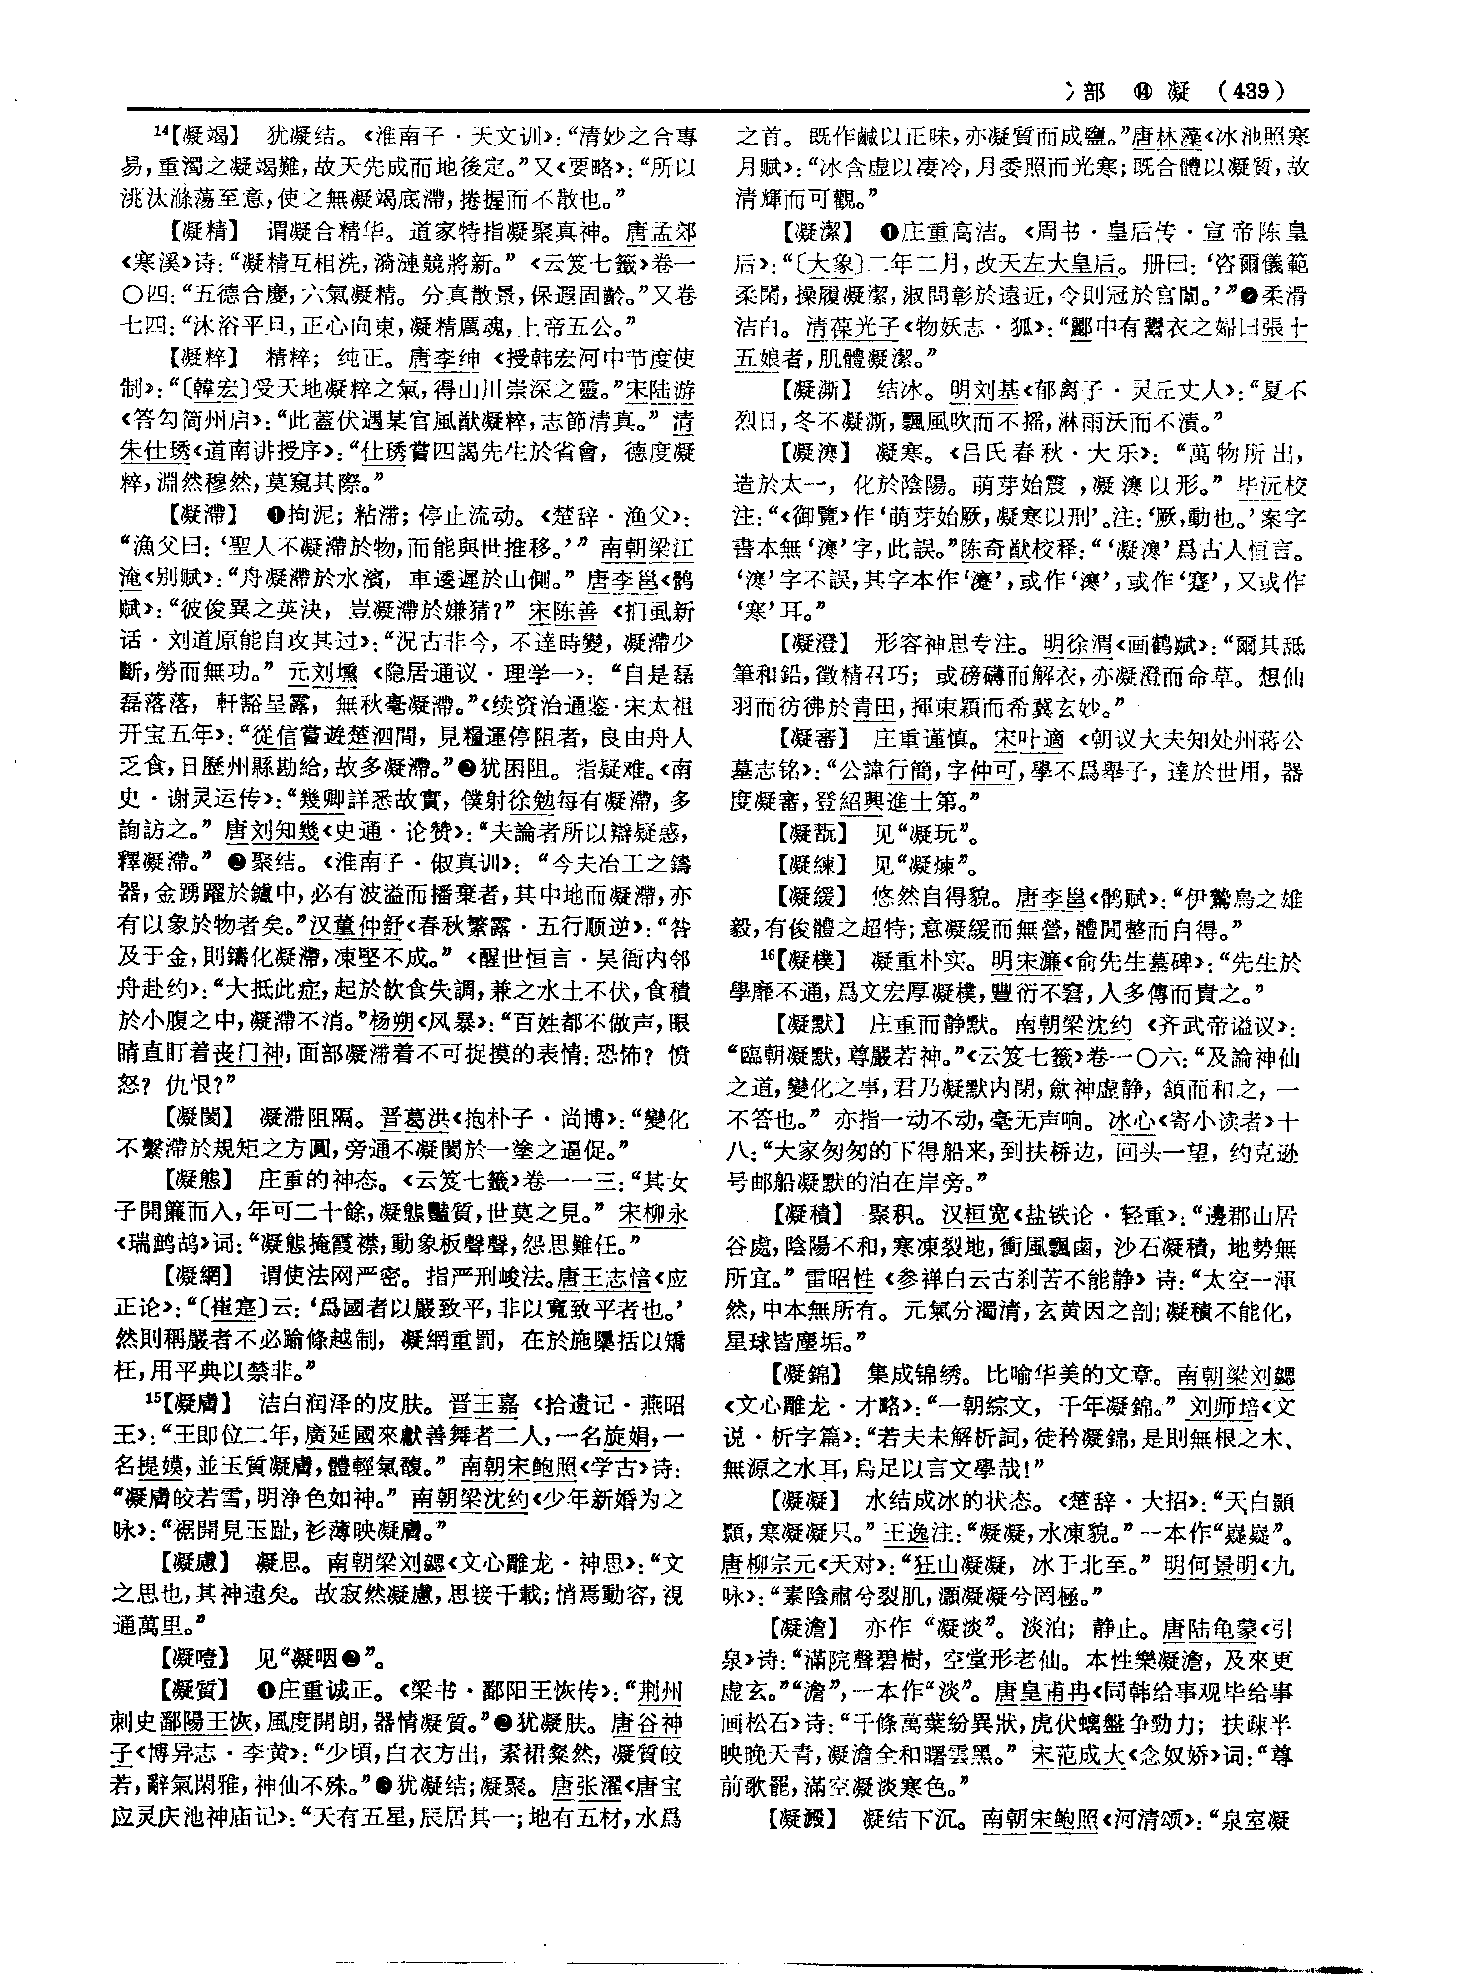 冫部 ⑭ 凝 (439)
¹⁴【凝竭】 犹凝结。《淮南子·天文训》：“清妙之合專
易，重濁之凝竭難，故天先成而地後定。”又《要略》：“所以
洮汰滌蕩至意，使之無凝竭底滯，捲握而不散也。”
【凝精】 谓凝合精华。道家特指凝聚真神。唐孟郊
《寒溪》诗：“凝精互相洗，漪漣競將新。”《云笈七籤》卷一
〇四：“五德合慶，六氣凝精。分真散景，保遐固齡。”又卷
七四：“沐浴平旦，正心向東，凝精厲魂，上帝五公。”
【凝粹】 精粹；纯正。唐李绅《授韩宏河中节度使
制》：“〔韓宏〕受天地凝粹之氣，得山川崇深之靈。”宋陆游
《答勾简州启》：“此蓋伏遇某官風猷凝粹，志節清真。”清
朱仕琇《道南讲授序》：“仕琇嘗四謁先生於省會，德度凝
粹，淵然穆然，莫窺其際。”
【凝滯】 ❶拘泥；粘滞；停止流动。《楚辞·渔父》：
“漁父曰：‘聖人不凝滯於物，而能與世推移。’”南朝梁江
淹《别赋》：“舟凝滯於水濱，車逶遲於山側。”唐李邕《鹘
赋》：“彼俊異之英決，豈凝滯於嫌猜？”宋陈善《扪虱新
话·刘道原能自攻其过》：“況古非今，不達時變，凝滯少
斷，勞而無功。”元刘壎《隐居通议·理学一》：“自是磊
磊落落，軒豁呈露，無秋毫凝滯。”《续资治通鉴·宋太祖
开宝五年》：“從信嘗遊楚泗間，見糧運停阻者，良由舟人
乏食，日歷州縣勘給，故多凝滯。”❷犹困阻。指疑难。《南
史·谢灵运传》：“幾卿詳悉故實，僕射徐勉每有凝滯，多
詢訪之。”唐刘知幾《史通·论赞》：“夫論者所以辯疑惑，
釋凝滯。”❸聚结。《淮南子·俶真训》：“今夫冶工之鑄
器，金踴躍於鑪中，必有波溢而播棄者，其中地而凝滯，亦
有以象於物者矣。”汉董仲舒《春秋繁露·五行顺逆》：“咎
及于金，則鑄化凝滯，凍堅不成。”《醒世恒言·吴衙内邻
舟赴约》：“大抵此症，起於飲食失調，兼之水土不伏，食積
於小腹之中，凝滯不消。”杨朔《风暴》：“百姓都不做声，眼
睛直盯着丧门神，面部凝滞着不可捉摸的表情：恐怖？愤
怒？仇恨？”
【凝閡】 凝滞阻隔。晋葛洪《抱朴子·尚博》：“變化
不繫滯於規矩之方圓，旁通不凝閡於一塗之逼促。”
【凝態】 庄重的神态。《云笈七籤》卷一一三：“其女
子開簾而入，年可二十餘，凝態豔質，世莫之見。”宋柳永
《瑞鹧鸪》词：“凝態掩霞襟，動象板聲聲，怨思難任。”
【凝網】 谓使法网严密。指严刑峻法。唐王志愔《应
正论》：“〔崔寔〕云：‘爲國者以嚴致平，非以寬致平者也。’
然則稱嚴者不必踰條越制，凝網重罰，在於施檃括以矯
枉，用平典以禁非。”
¹⁵【凝膚】 洁白润泽的皮肤。晋王嘉《拾遗记·燕昭
王》：“王即位二年，廣延國來獻善舞者二人，一名旋娟，一
名提嫫，並玉質凝膚，體輕氣馥。”南朝宋鲍照《学古》诗：
“凝膚皎若雪，明浄色如神。”南朝梁沈约《少年新婚为之
咏》：“裾開見玉趾，衫薄映凝膚。”
【凝慮】 凝思。南朝梁刘勰《文心雕龙·神思》：“文
之思也，其神遠矣。故寂然凝慮，思接千載；悄焉動容，視
通萬里。”
【凝噎】 见“凝咽❷”。
【凝質】 ❶庄重诚正。《梁书·鄱阳王恢传》：“荆州
刺史鄱陽王恢，風度開朗，器情凝質。”❷犹凝肤。唐谷神
子《博异志·李黄》：“少頃，白衣方出，素裙粲然，凝質皎
若，辭氣閑雅，神仙不殊。”❸犹凝结；凝聚。唐张濯《唐宝
应灵庆池神庙记》：“天有五星，辰居其一；地有五材，水爲
之首。既作鹹以正味，亦凝質而成鹽。”唐林藻《冰池照寒
月赋》：“冰含虚以凄冷，月委照而光寒；既合體以凝質，故
清輝而可觀。”
【凝潔】 ❶庄重高洁。《周书·皇后传·宣帝陈皇
后》：“〔大象〕二年二月，改天左大皇后。册曰：‘咨爾儀範
柔閑，操履凝潔，淑問彰於遠近，令則冠於宫闈。’”❷柔滑
洁白。清葆光子《物妖志·狐》：“酈中有鬻衣之婦曰張十
五娘者，肌體凝潔。”
【凝澌】 结冰。明刘基《郁离子·灵丘丈人》：“夏不
烈日，冬不凝澌，飄風吹而不摇，淋雨沃而不潰。”
【凝㵾】 凝寒。《吕氏春秋·大乐》：“萬物所出，
造於太一，化於陰陽。萌芽始震，凝㵾以形。”毕沅校
注：“《御覽》作‘萌芽始厥，凝寒以刑’。注：‘厥，動也。’案字
書本無‘㵾’字，此誤。”陈奇猷校释：“‘凝㵾’爲古人恒言。
‘㵾’字不誤，其字本作‘  ’，或作‘㵾’，或作‘  ’，又或作
‘寒’耳。”
【凝澄】 形容神思专注。明徐渭《画鹤赋》：“爾其舐
筆和鉛，徵精召巧；或磅礴而解衣，亦凝澄而命草。想仙
羽而彷彿於青田，揮束穎而希冀玄妙。”
【凝審】 庄重谨慎。宋叶適《朝议大夫知处州蒋公
墓志铭》：“公諱行簡，字仲可，學不爲舉子，達於世用，器
度凝審，登紹興進士第。”
【凝翫】 见“凝玩”。
【凝練】 见“凝煉”。
【凝緩】 悠然自得貌。唐李邕《鹘赋》：“伊鷙鳥之雄
毅，有俊體之超特；意凝緩而無營，體閒整而自得。”
¹⁶【凝樸】 凝重朴实。明宋濂《俞先生墓碑》：“先生於
學靡不通，爲文宏厚凝樸，豐衍不窘，人多傳而貴之。”
【凝默】 庄重而静默。南朝梁沈约《齐武帝谥议》：
“臨朝凝默，尊嚴若神。”《云笈七籤》卷一〇六：“及論神仙
之道，變化之事，君乃凝默内閉，斂神虚静，頷而和之，一
不答也。”亦指一动不动，毫无声响。冰心《寄小读者》十
八：“大家匆匆的下得船来，到扶桥边，回头一望，约克逊
号邮船凝默的泊在岸旁。”
【凝積】 聚积。汉桓宽《盐铁论·轻重》：“邊郡山居
谷處，陰陽不和，寒凍裂地，衝風飄鹵，沙石凝積，地勢無
所宜。”雷昭性《参禅白云古刹苦不能静》诗：“太空一渾
然，中本無所有。元氣分濁清，玄黄因之剖；凝積不能化，
星球皆塵垢。”
【凝錦】 集成锦绣。比喻华美的文章。南朝梁刘勰
《文心雕龙·才略》：“一朝综文，千年凝錦。”刘师培《文
说·析字篇》：“若夫未解析詞，徒矜凝錦，是則無根之木、
無源之水耳，烏足以言文學哉！”
【凝凝】 水结成冰的状态。《楚辞·大招》：“天白顥
顥，寒凝凝只。”王逸注：“凝凝，水凍貌。”一本作“嶷嶷”。
唐柳宗元《天对》：“狂山凝凝，冰于北至。”明何景明《九
咏》：“素陰肅兮裂肌，灝凝凝兮罔極。”
【凝澹】 亦作“凝淡”。淡泊；静止。唐陆龟蒙《引
泉》诗：“滿院聲碧樹，空堂形老仙。本性樂凝澹，及來更
虚玄。”“澹”，一本作“淡”。唐皇甫冉《同韩给事观毕给事
画松石》诗：“千條萬葉紛異狀，虎伏螭盤争勁力；扶疎半
映晚天青，凝澹全和曙雲黑。”宋范成大《念奴娇》词：“尊
前歌罷，滿空凝淡寒色。”
【凝澱】 凝结下沉。南朝宋鲍照《河清颂》：“泉室凝